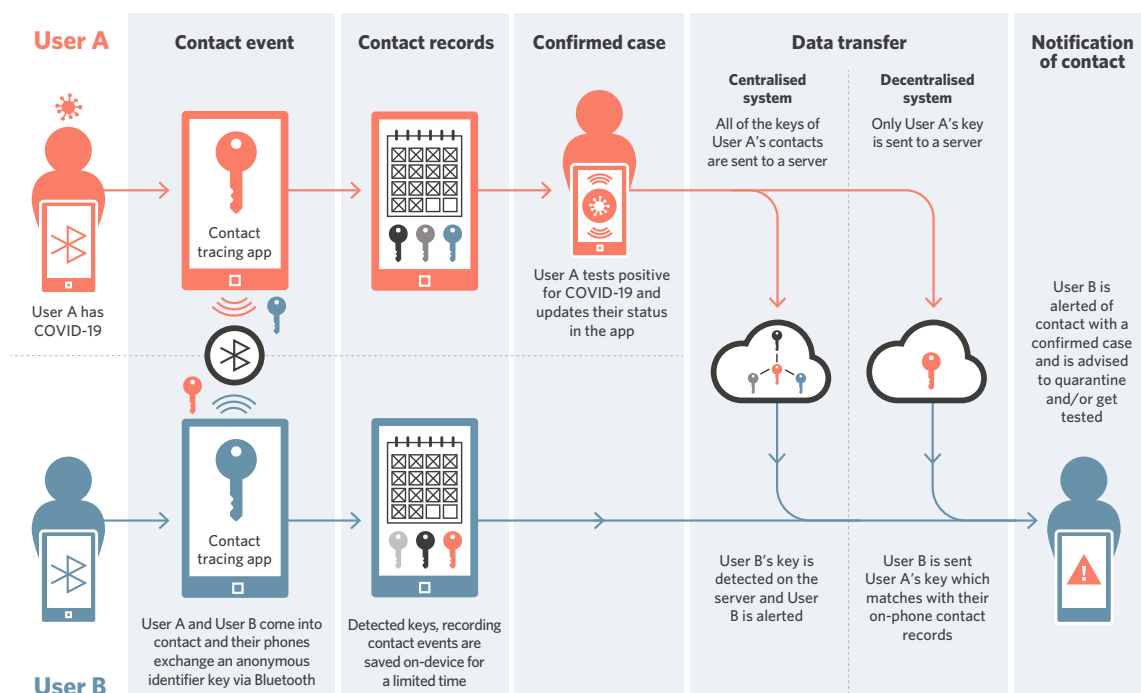 User A
Contact event
Contact records
Confirmed case
Data transfer
Notification
of contact
Centralised
system
All of the keys of
User A’s contacts
are sent to a server
Decentralised
system
Only User A’s key
is sent to a server
Contact
tracing app
User A has
COVID-19
User A tests positive
for COVID-19 and
updates their status
in the app
User B is
alerted of
contact with a
confirmed case
and is advised
to quarantine
and/or get
tested
Contact
tracing app
User B’s key is
detected on the
server and User
B is alerted
User B is sent
User A’s key which
matches with their
on-phone contact
records
User A and User B come into
contact and their phones
exchange an anonymous
identifier key via Bluetooth
Detected keys, recording
contact events are
saved on-device for
a limited time
User B